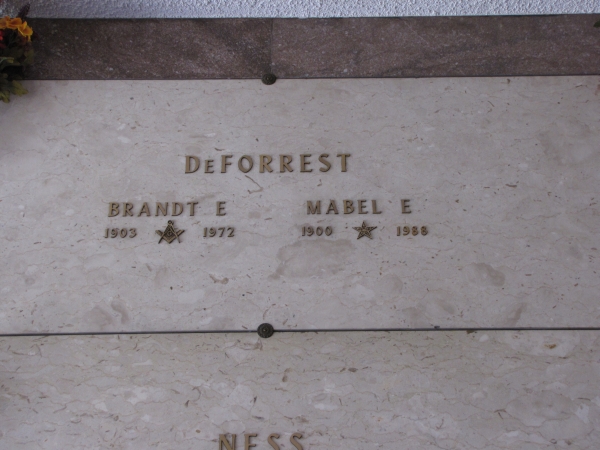 DeFORREST
BRANDT E MABEL E
1903 1972 1900 1988
NESS